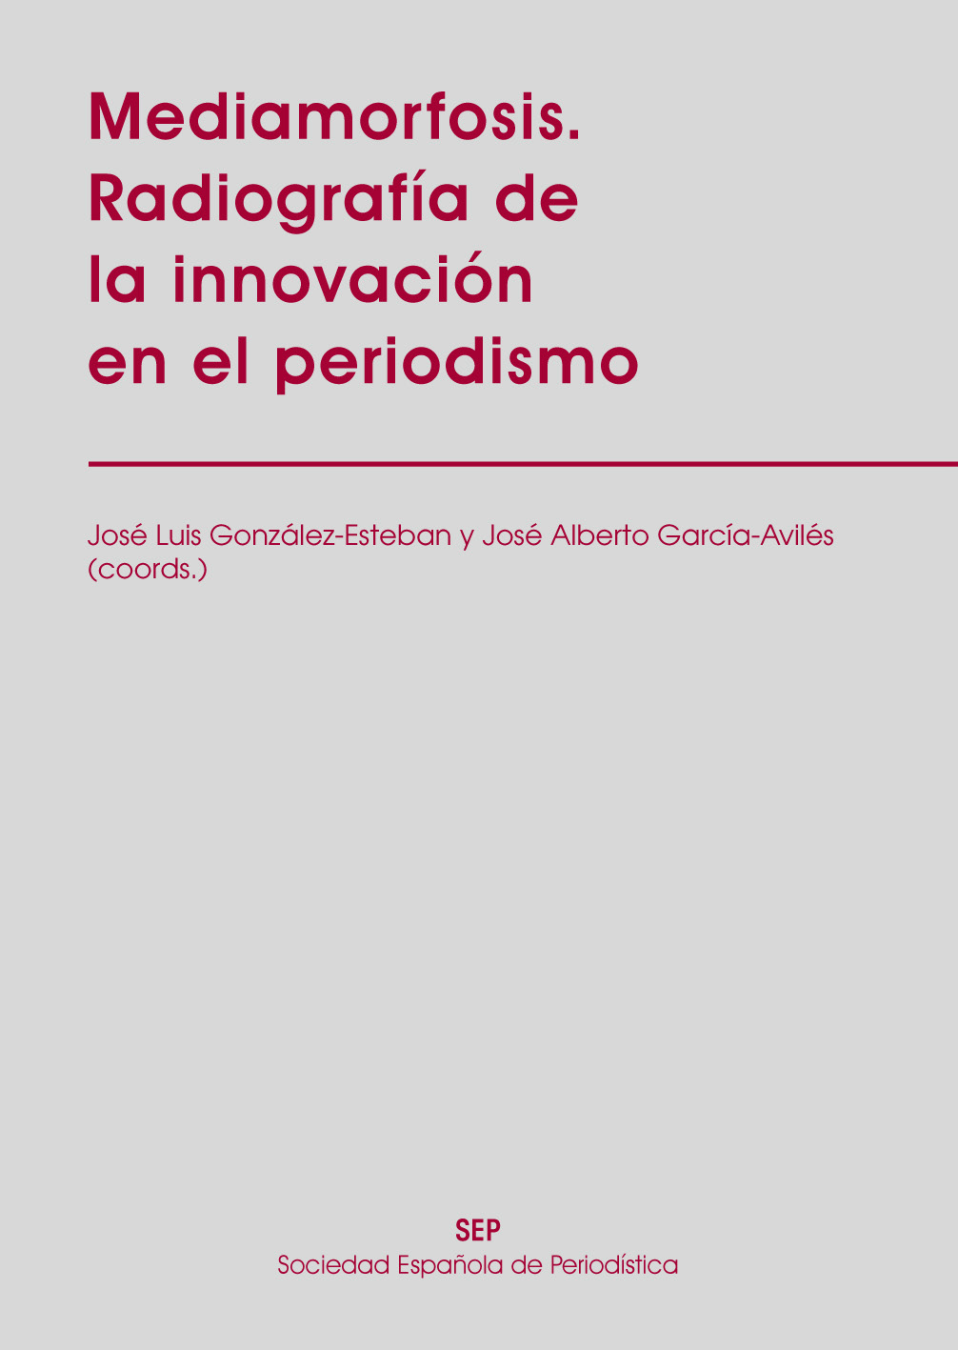 Mediamorfosis.
Radiografía de
la innovación
en el periodismo
José Luis González-Esteban y José Alberto García-Avilés
(coords.)
SEP
Sociedad Española de Periodística